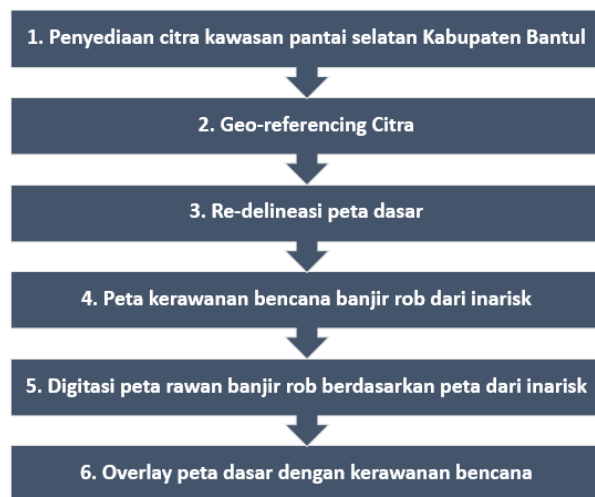 1. Penyediaan citra kawasan pantai selatan Kabupaten Bantul
2. Geo-referencing Citra
3. Re-delineasi peta dasar
4. Peta kerawanan bencana banjir rob dari inarisk
5. Digitasi peta rawan banjir rob berdasarkan peta dari inarisk
6. Overlay peta dasar dengan kerawanan bencana